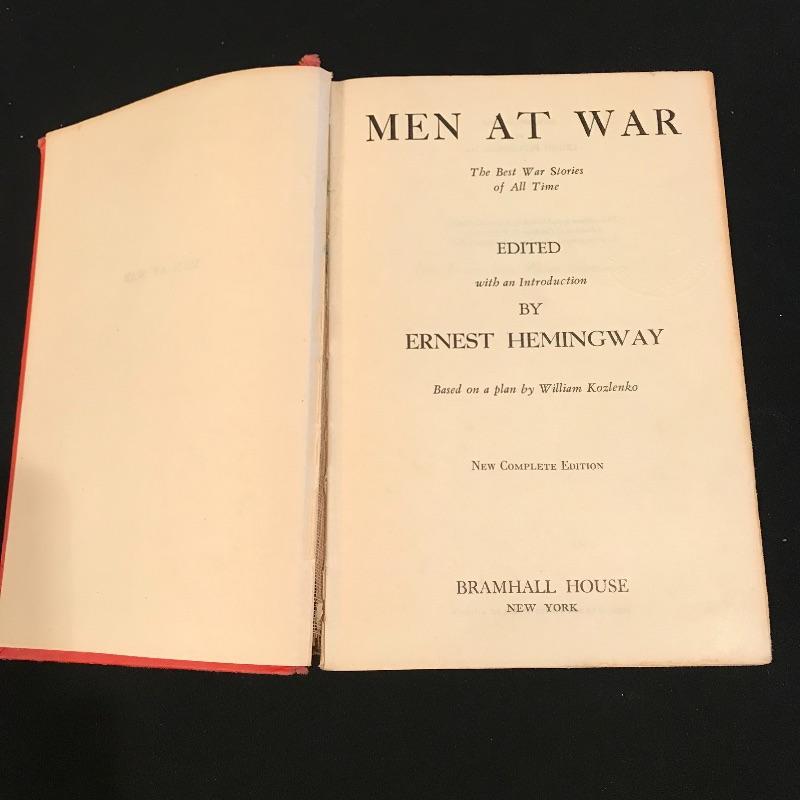 MEN AT WAR
The Best War Stories
of All Time
EDITED
with an Introduction
BY
ERNEST HEMINGWAY
Based on a plan by William Kozlenko
NEW COMPLETE EDITION
BRAMHALL HOUSE
NEW YORK